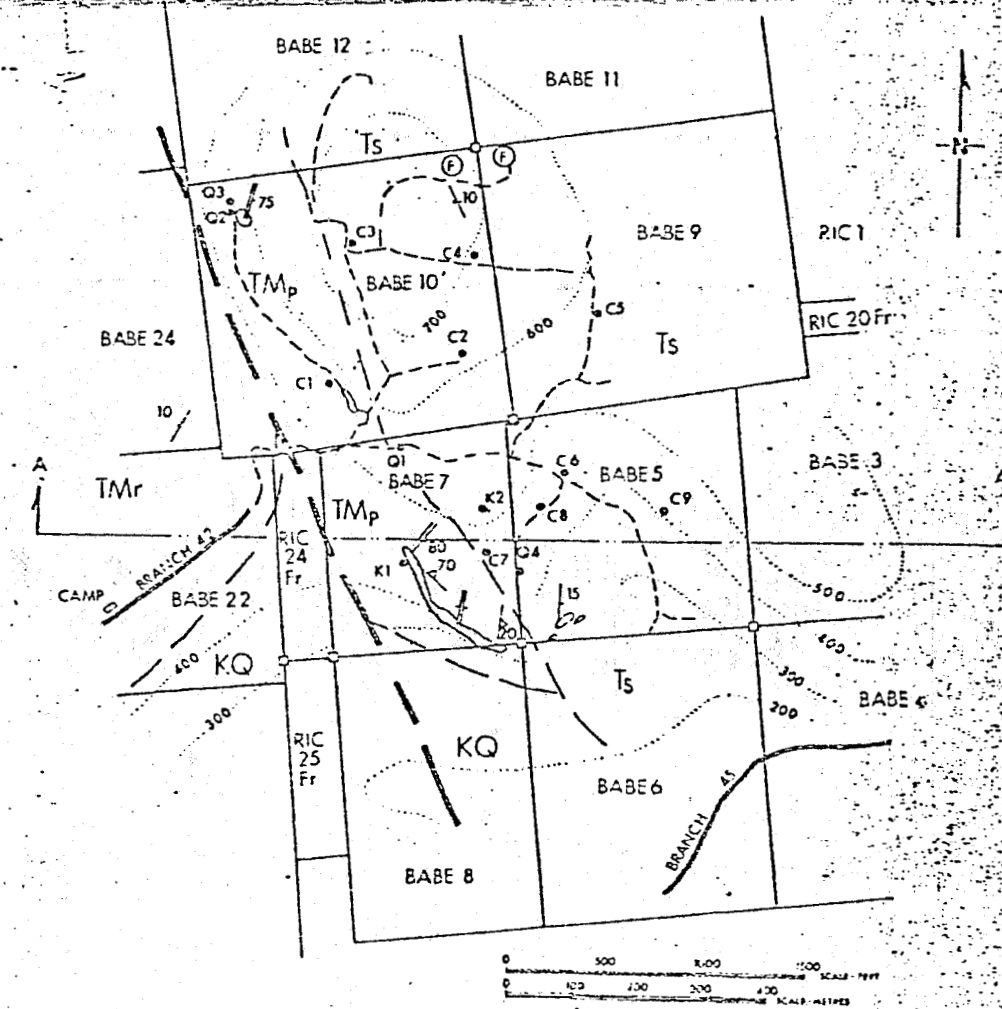 BABE 12
BABE 11
Ts
F
F
Q3
Q2
75
10
C3
C4
BABE 9
RIC 1
TMp
BABE 10
700
600
C5
RIC 20 Fr
BABE 24
C2
Ts
C1
10
A
Q1
BABE 7
C6
BABE 5
BABE 3
TMr
TMp
K2
C8
C9
BRANCH 42
RIC
24
Fr
80
70
K1
C7
Q4
CAMP
BABE 22
15
500
20
400
KQ
400
300
Ts
300
200
BABE 4
RIC
25
Fr
KQ
BABE 6
BRANCH 45
BABE 8
N
0 500
SCALE - FEET
0 100 200 400
SCALE - METRES